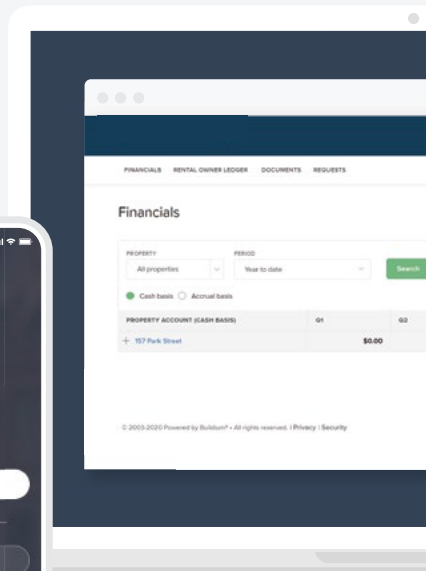 FINANCIALS RENTAL OWNER LEDGER DOCUMENTS REQUESTS
Financials
PROPERTY PERIOD
All properties Year to date Search
Cash basis Accrual basis
PROPERTY ACCOUNT (CASH BASIS) Q1 Q2
157 Park Street $0.00
© 2003-2020 Powered by Buildium® • All rights reserved. | Privacy | Security